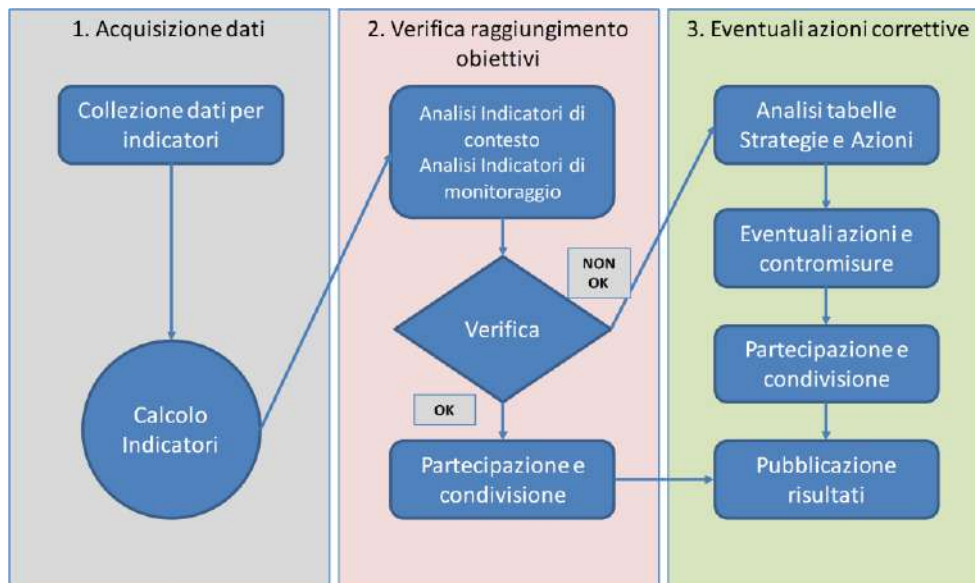 1. Acquisizione dati
Collezione dati per
indicatori
Calcolo
Indicatori
2. Verifica raggiungimento
obiettivi
Analisi Indicatori di
contesto
Analisi Indicatori di
monitoraggio
NON
OK
Verifica
OK
Partecipazione e
condivisione
3. Eventuali azioni correttive
Analisi tabelle
Strategie e Azioni
Eventuali azioni e
contromisure
Partecipazione e
condivisione
Pubblicazione
risultati